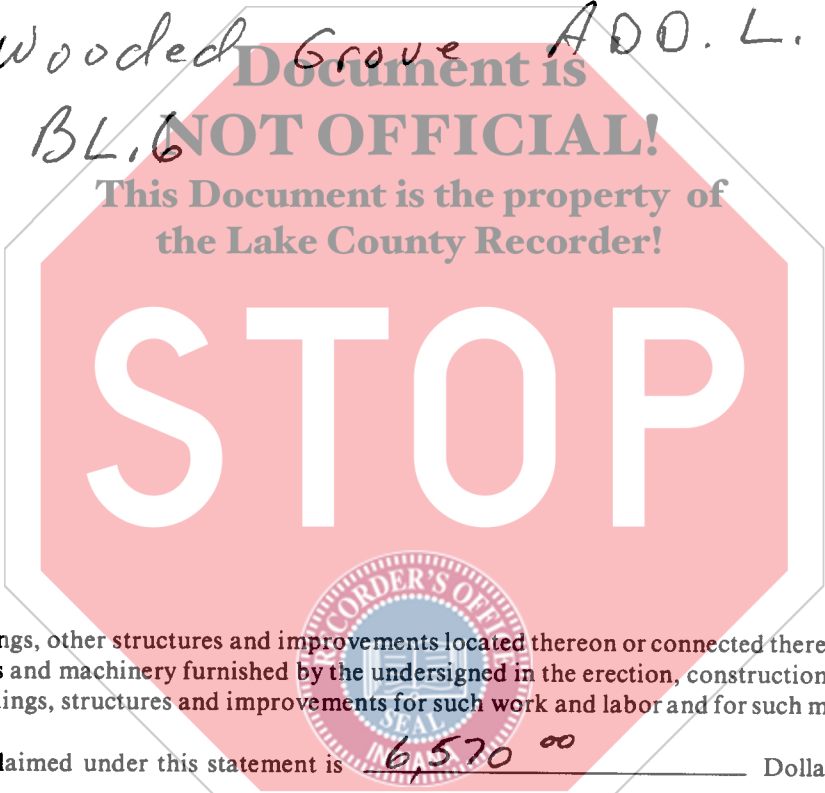 Wooded Grove ADD. L.
Document is
BL. 6
NOT OFFICIAL!
This Document is the property of
the Lake County Recorder!
STOP
RECORDER'S OFFI
ngs, other structures and improvements located thereon or connected there
s and machinery furnished by the undersigned in the erection, construction
ings, structures and improvements for such work and labor and for such m
SEAL
laimed under this statement is 6,570 00 Dolla